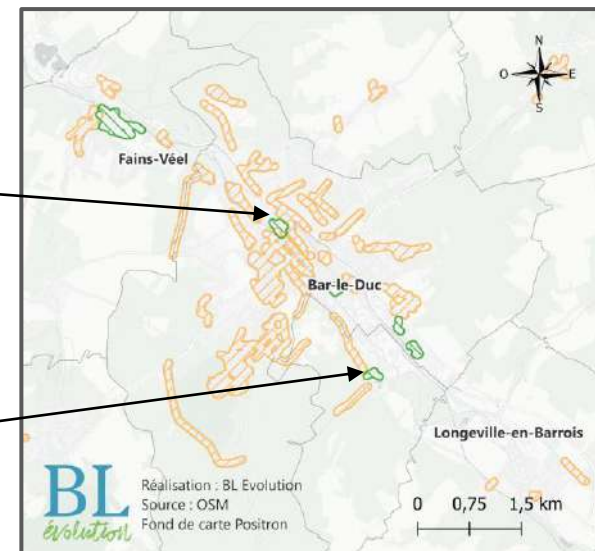 N
O E
S
Fains-Véel
Bar-le-Duc
Longeville-en-Barrois
BL
évolution
Réalisation : BL Evolution
Source : OSM
Fond de carte Positron
0 0,75 1,5 km